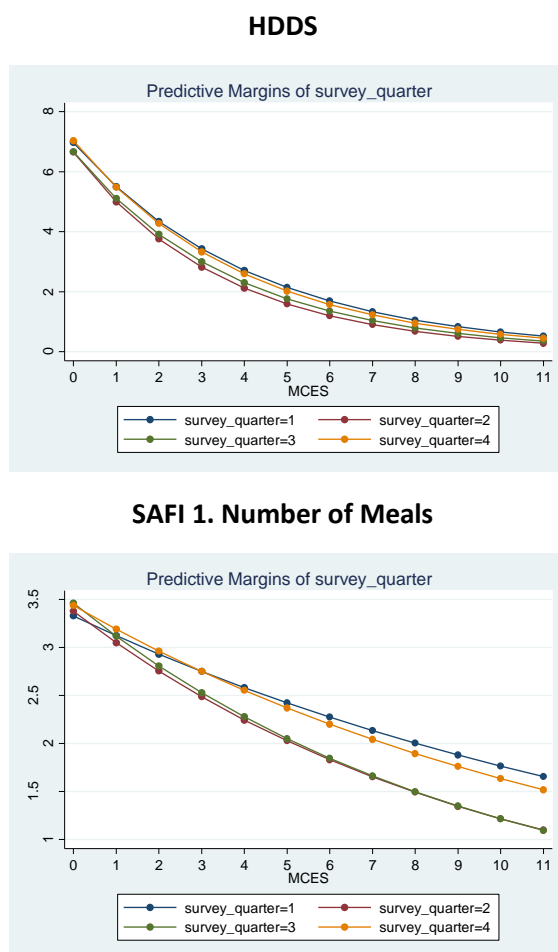 HDDS
Predictive Margins of survey_quarter
8
6
4
2
0
0 1 2 3 4 5 6 7 8 9 10 11
MCES
survey_quarter=1 survey_quarter=2
survey_quarter=3 survey_quarter=4
SAFI 1. Number of Meals
Predictive Margins of survey_quarter
3.5
3
2.5
2
1.5
1
0 1 2 3 4 5 6 7 8 9 10 11
MCES
survey_quarter=1 survey_quarter=2
survey_quarter=3 survey_quarter=4